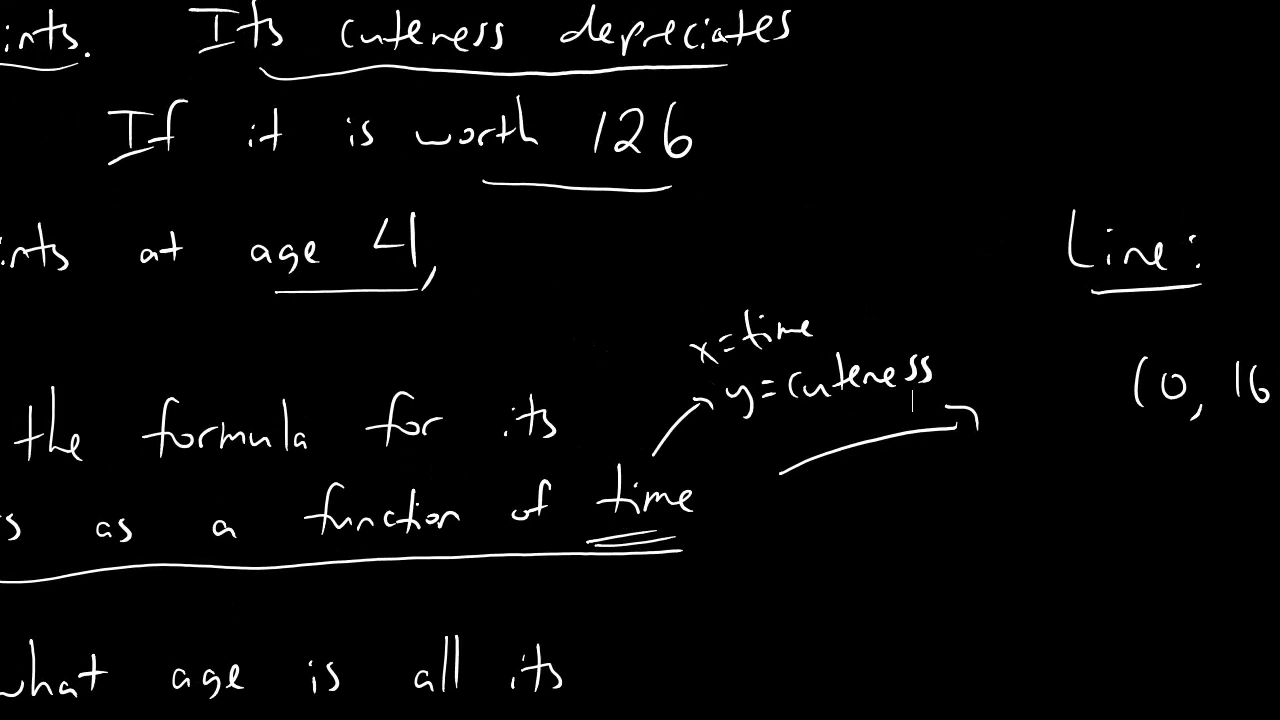 ints. Its cuteness depreciates
If it is worth 126
ints at age 4,
Line:
x=time
y=cuteness
(0, 16
the formula for its
s as a function of time
what age is all its